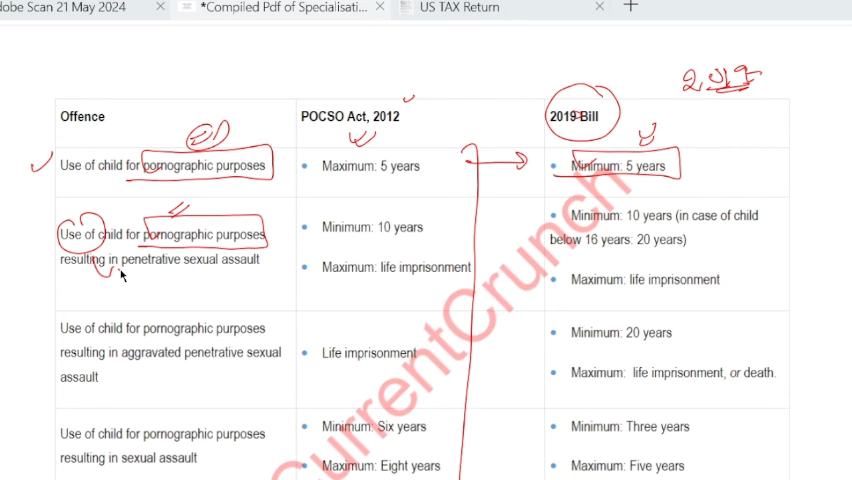 dobe Scan 21 May 2024
*Compiled Pdf of Specialisati...
US TAX Return
2019
Offence
POCSO Act, 2012
2019 Bill
Use of child for pornographic purposes
Maximum: 5 years
Minimum: 5 years
Use of child for pornographic purposes
resulting in penetrative sexual assault
Minimum: 10 years
Maximum: life imprisonment
Minimum: 10 years (in case of child
below 16 years: 20 years)
Maximum: life imprisonment
Use of child for pornographic purposes
resulting in aggravated penetrative sexual
assault
Life imprisonment
Minimum: 20 years
Maximum: life imprisonment, or death.
Use of child for pornographic purposes
resulting in sexual assault
Minimum: Six years
Maximum: Eight years
Minimum: Three years
Maximum: Five years
CurrentCrunch